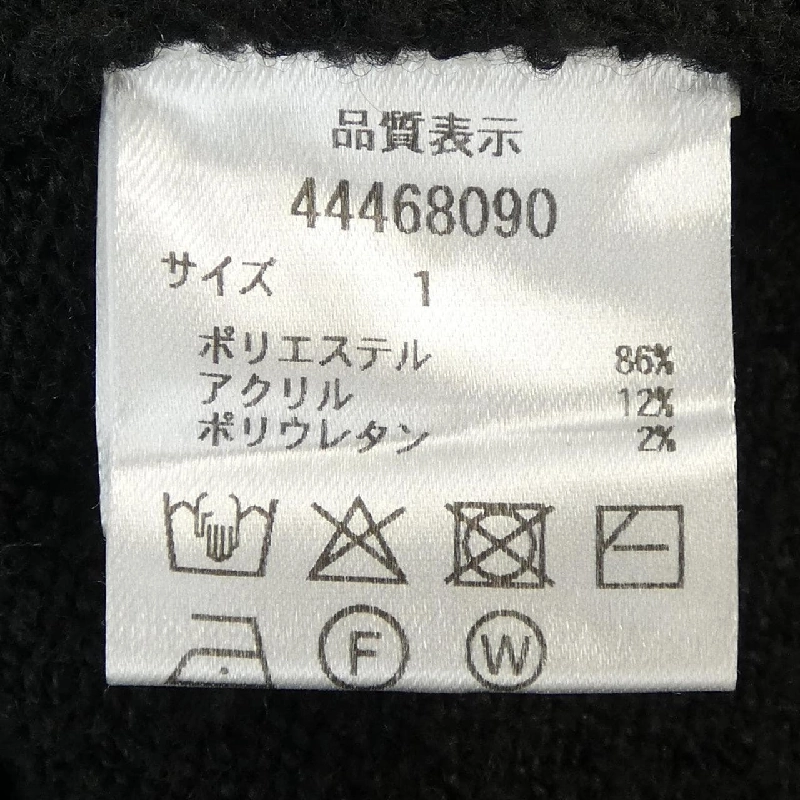 品質表示
44468090
サイズ 1
ポリエステル 86%
アクリル 12%
ポリウレタン 2%
F W